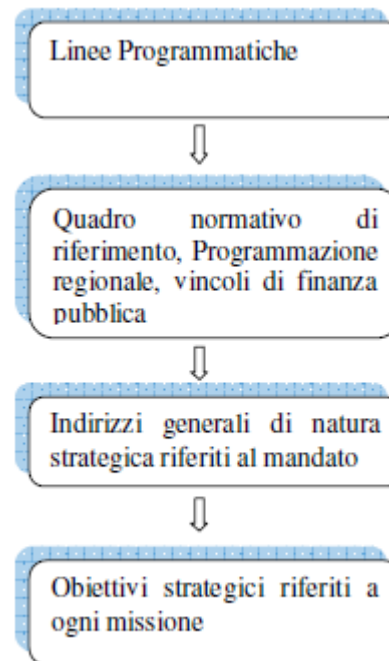 Linee Programmatiche
Quadro normativo di
riferimento, Programmazione
regionale, vincoli di finanza
pubblica
Indirizzi generali di natura
strategica riferiti al mandato
Obiettivi strategici riferiti a
ogni missione